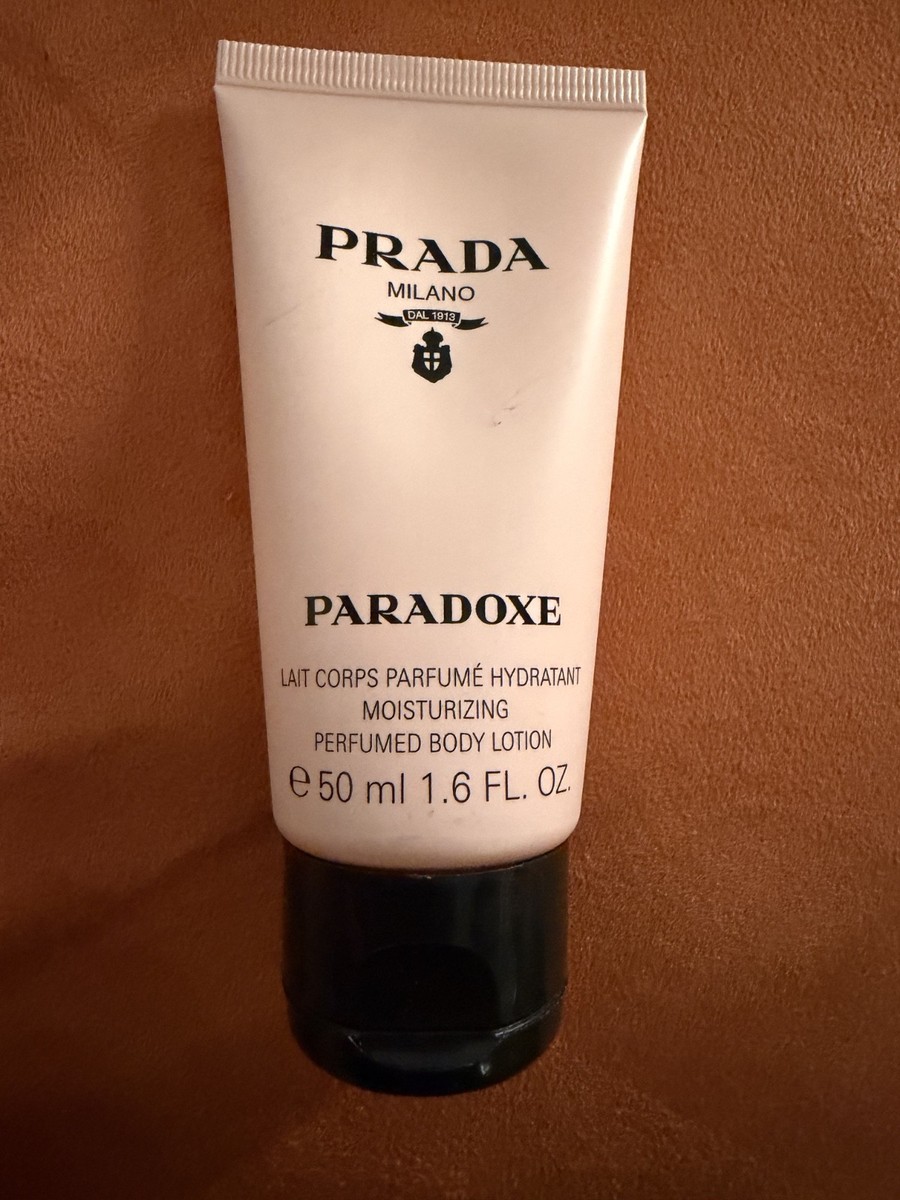 PRADA
MILANO
DAL 1913
PARADOXE
LAIT CORPS PARFUMÉ HYDRATANT
MOISTURIZING
PERFUMED BODY LOTION
℮ 50 ml 1.6 FL. OZ.